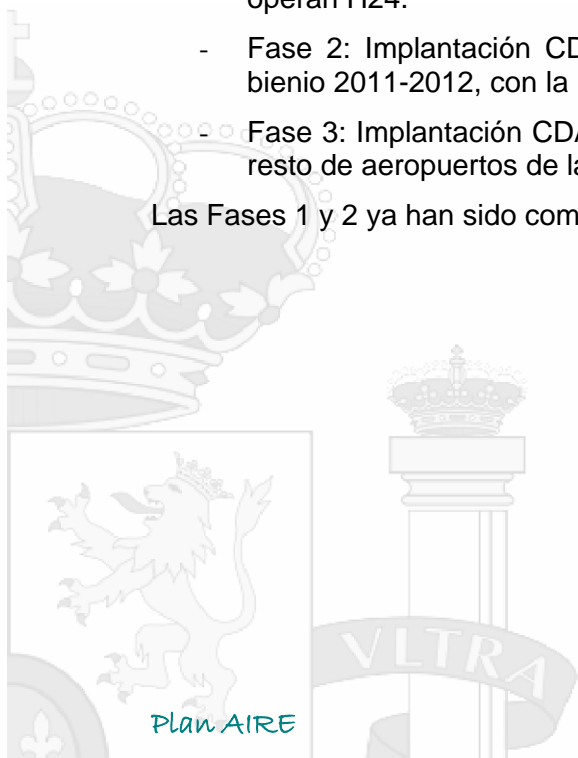 operan H24.
- Fase 2: Implantación CD
bienio 2011-2012, con la
- Fase 3: Implantación CDA
resto de aeropuertos de la
Las Fases 1 y 2 ya han sido com
VLTRA
Plan AIRE